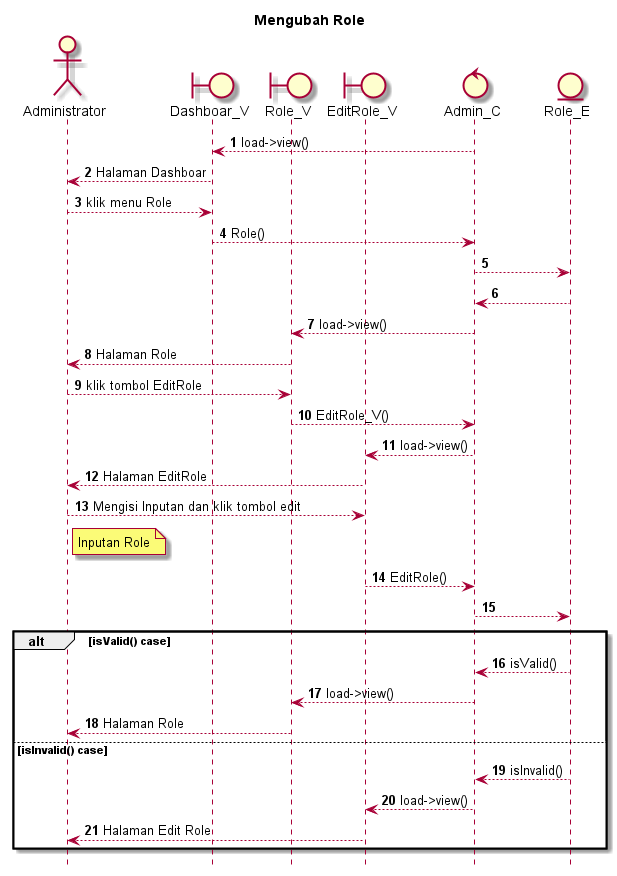 Mengubah Role
Administrator
Dashboar_V
Role_V
EditRole_V
Admin_C
Role_E
1 load->view()
2 Halaman Dashboar
3 klik menu Role
4 Role()
5
6
7 load->view()
8 Halaman Role
9 klik tombol EditRole
10 EditRole_V()
11 load->view()
12 Halaman EditRole
13 Mengisi Inputan dan klik tombol edit
Inputan Role
14 EditRole()
15
alt [isValid() case]
16 isValid()
17 load->view()
18 Halaman Role
[isInvalid() case]
19 isInvalid()
20 load->view()
21 Halaman Edit Role